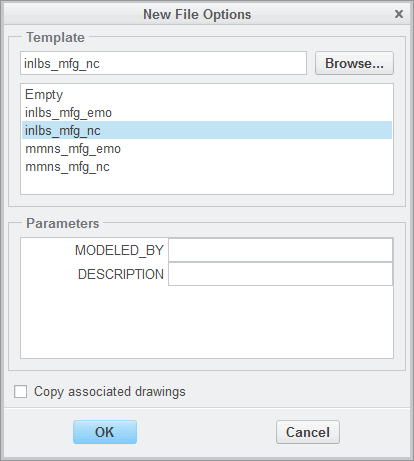 New File Options
x
Template
inlbs_mfg_nc
Browse...
Empty
inlbs_mfg_emo
inlbs_mfg_nc
mmns_mfg_emo
mmns_mfg_nc
Parameters
MODELED_BY
DESCRIPTION
Copy associated drawings
OK Cancel